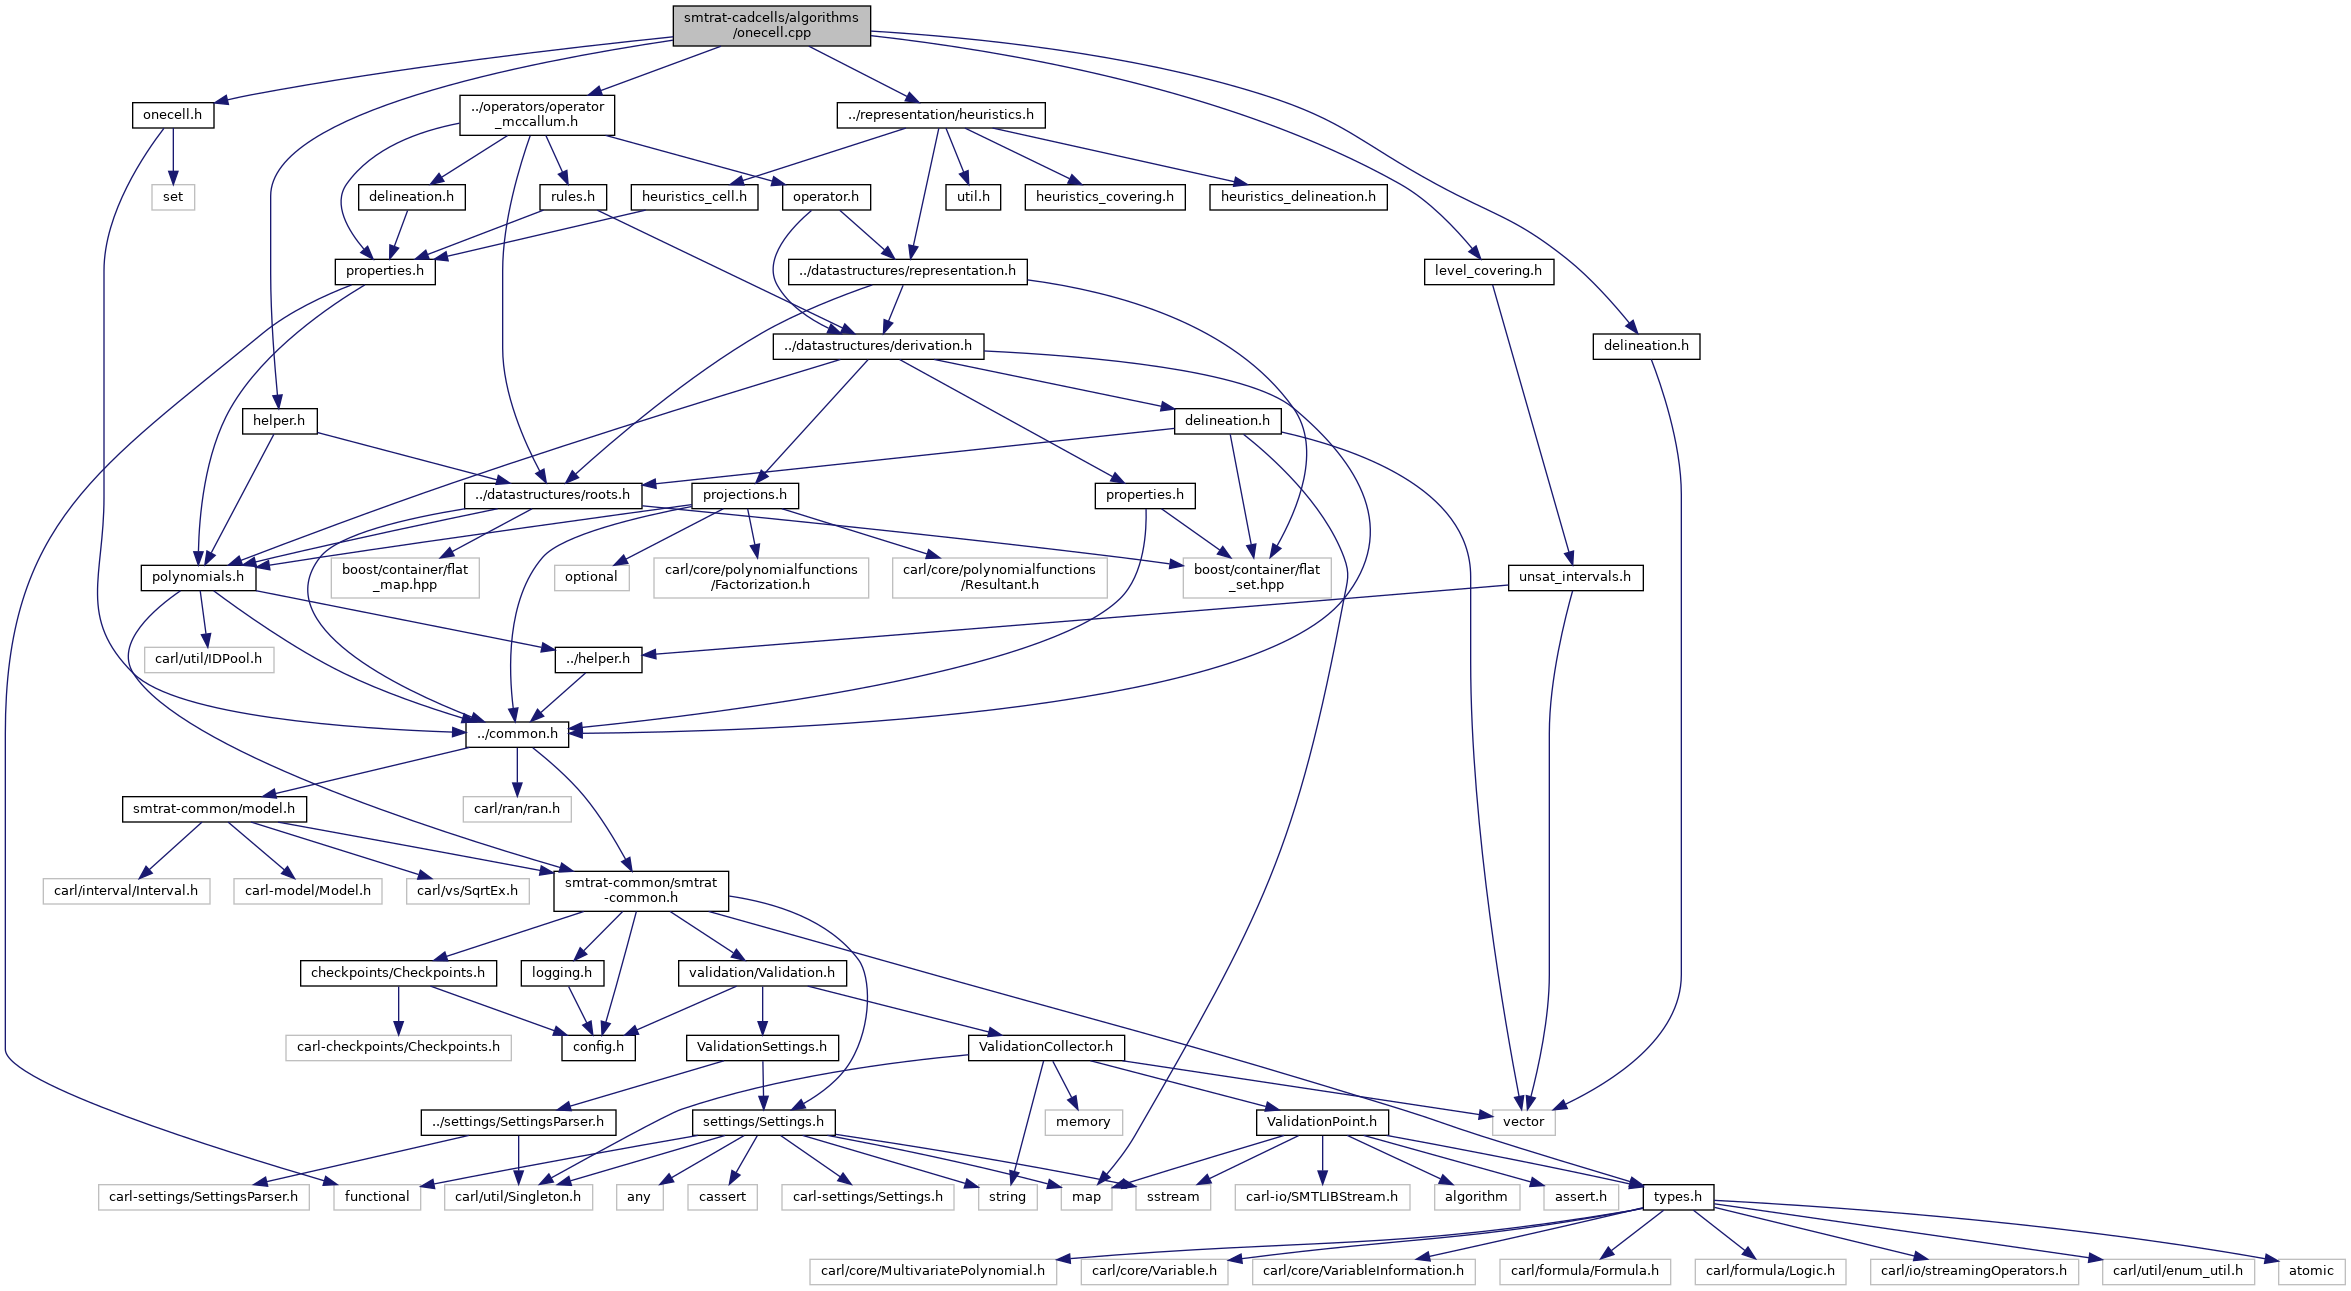 smtrat-cadcells/algorithms
/onecell.cpp
onecell.h
../operators/operator
_mccallum.h
../representation/heuristics.h
set
delineation.h
rules.h
heuristics_cell.h
operator.h
util.h
heuristics_covering.h
heuristics_delineation.h
properties.h
../datastructures/representation.h
level_covering.h
../datastructures/derivation.h
delineation.h
helper.h
delineation.h
../datastructures/roots.h
projections.h
properties.h
polynomials.h
boost/container/flat
_map.hpp
optional
carl/core/polynomialfunctions
/Factorization.h
carl/core/polynomialfunctions
/Resultant.h
boost/container/flat
_set.hpp
unsat_intervals.h
carl/util/IDPool.h
../helper.h
../common.h
smtrat-common/model.h
carl/ran/ran.h
carl/interval/Interval.h
carl-model/Model.h
carl/vs/SqrtEx.h
smtrat-common/smtrat
-common.h
checkpoints/Checkpoints.h
logging.h
validation/Validation.h
carl-checkpoints/Checkpoints.h
config.h
ValidationSettings.h
ValidationCollector.h
../settings/SettingsParser.h
settings/Settings.h
memory
ValidationPoint.h
vector
carl-settings/SettingsParser.h
functional
carl/util/Singleton.h
any
cassert
carl-settings/Settings.h
string
map
sstream
carl-io/SMTLIBStream.h
algorithm
assert.h
types.h
carl/core/MultivariatePolynomial.h
carl/core/Variable.h
carl/core/VariableInformation.h
carl/formula/Formula.h
carl/formula/Logic.h
carl/io/streamingOperators.h
carl/util/enum_util.h
atomic